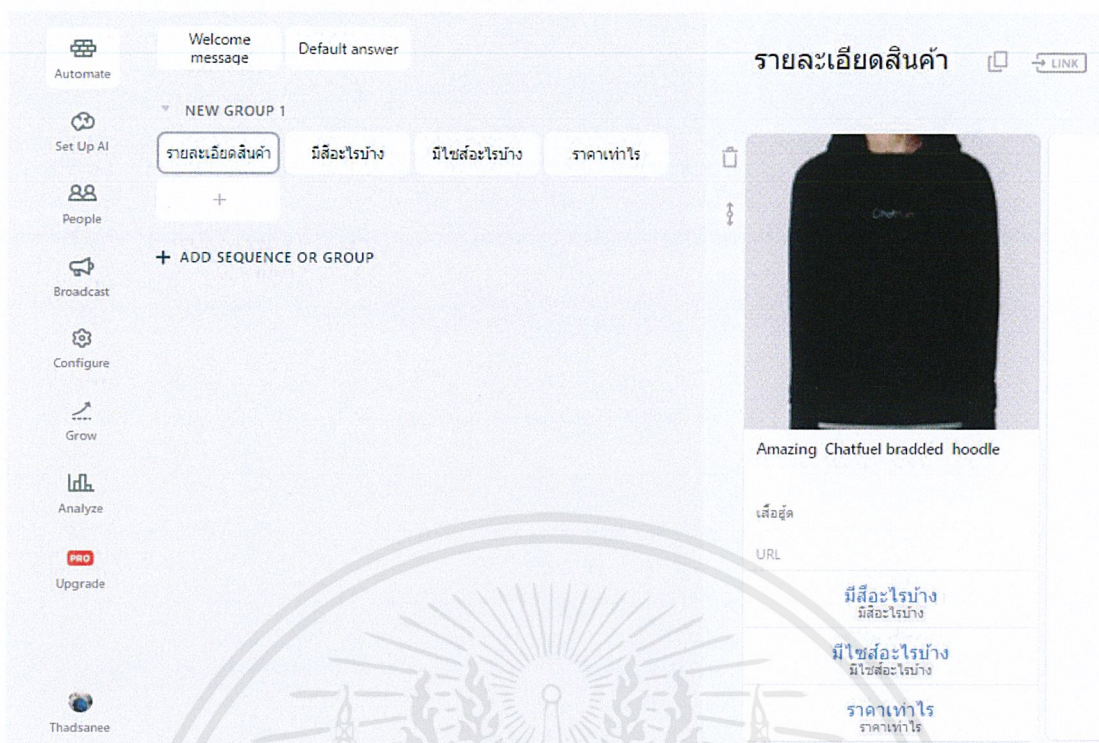 Automate
Set Up AI
People
Broadcast
Configure
Grow
Analyze
PRO
Upgrade
Thadsanee
Welcome
message
Default answer
NEW GROUP 1
รายละเอียดสินค้า
มีสีอะไรบ้าง
มีไซส์อะไรบ้าง
ราคาเท่าไร
+
+ ADD SEQUENCE OR GROUP
รายละเอียดสินค้า
LINK
Amazing Chatfuel bradded hoodle
เสื้อฮู้ด
URL
มีสีอะไรบ้าง
มีสีอะไรบ้าง
มีไซส์อะไรบ้าง
มีไซส์อะไรบ้าง
ราคาเท่าไร
ราคาเท่าไร